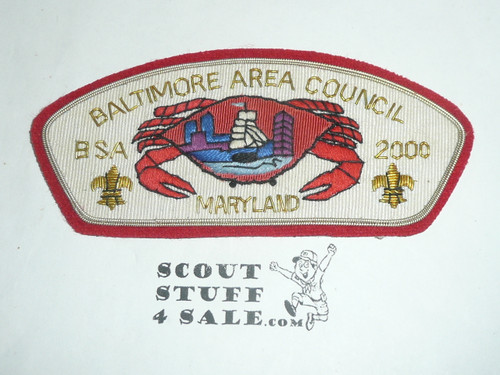 BALTIMORE AREA COUNCIL
BSA 2000
MARYLAND
SCOUT
STUFF
4 SALE.COM